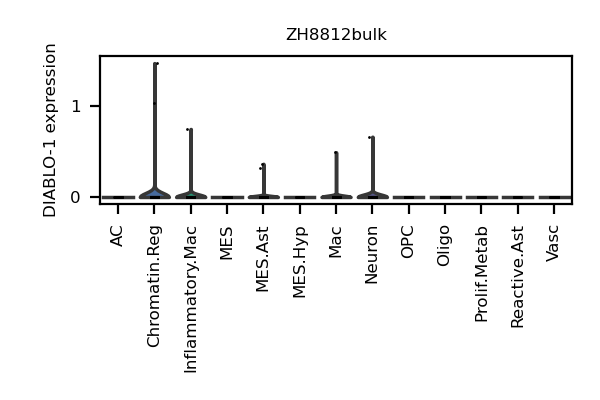 ZH8812bulk
DIABLO-1 expression
1
0
AC
Chromatin.Reg
Inflammatory.Mac
MES
MES.Ast
MES.Hyp
Mac
Neuron
OPC
Oligo
Prolif.Metab
Reactive.Ast
Vasc